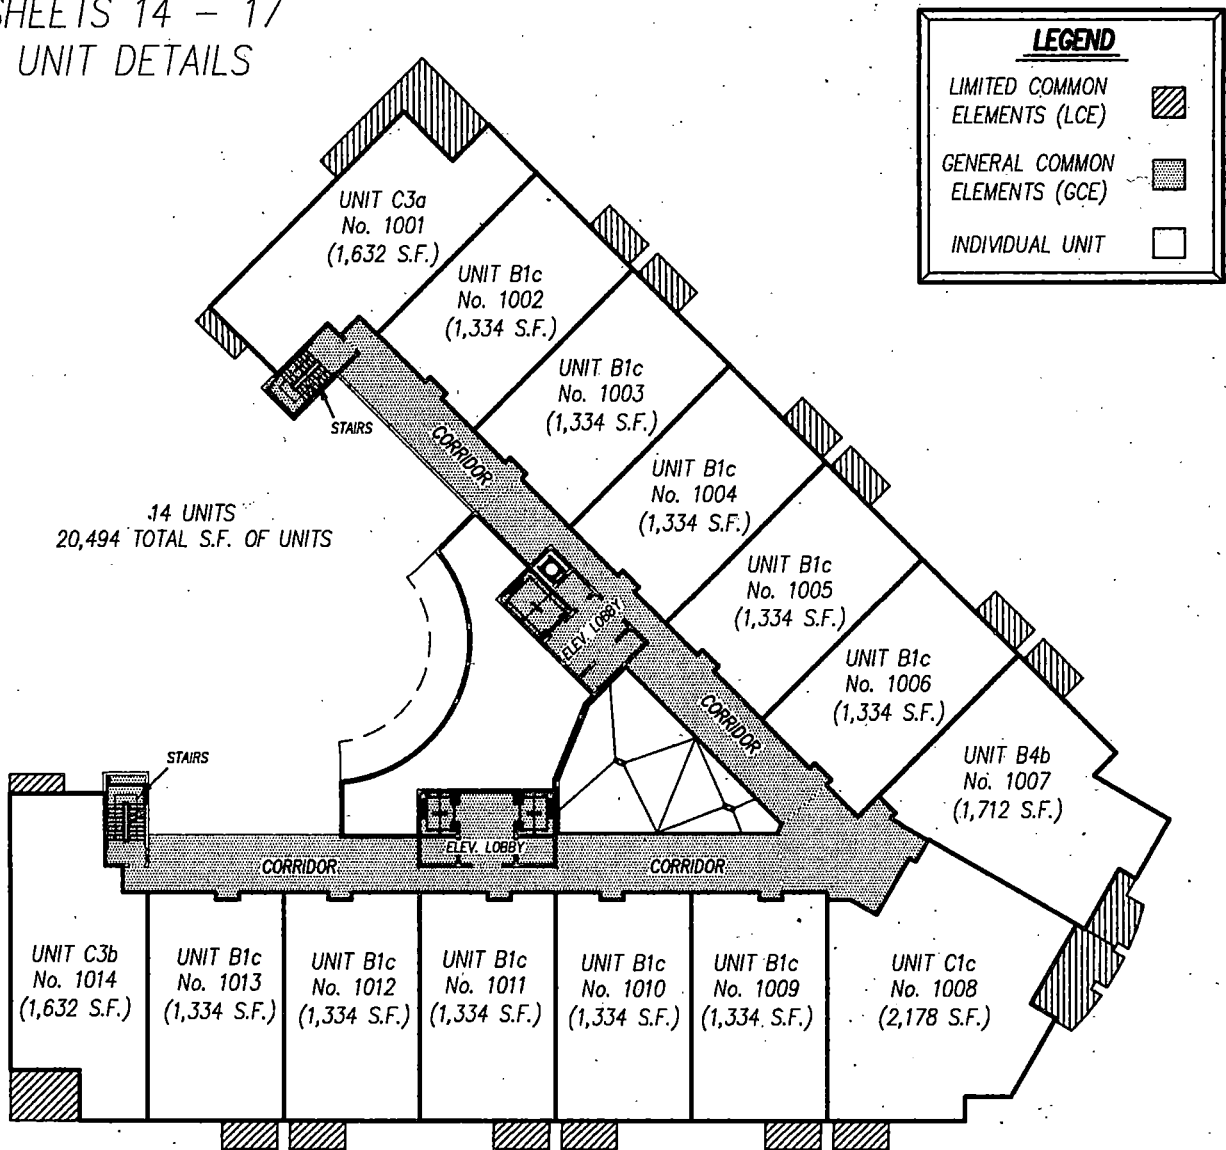 SHEETS 14 - 17
UNIT DETAILS
LEGEND
LIMITED COMMON
ELEMENTS (LCE)
GENERAL COMMON
ELEMENTS (GCE)
INDIVIDUAL UNIT
UNIT C3a
No. 1001
(1,632 S.F.)
UNIT B1c
No. 1002
(1,334 S.F.)
UNIT B1c
No. 1003
(1,334 S.F.)
UNIT B1c
No. 1004
(1,334 S.F.)
UNIT B1c
No. 1005
(1,334 S.F.)
UNIT B1c
No. 1006
(1,334 S.F.)
UNIT B4b
No. 1007
(1,712 S.F.)
STAIRS
CORRIDOR
14 UNITS
20,494 TOTAL S.F. OF UNITS
ELEV. LOBBY
CORRIDOR
STAIRS
CORRIDOR
ELEV. LOBBY
CORRIDOR
UNIT C3b
No. 1014
(1,632 S.F.)
UNIT B1c
No. 1013
(1,334 S.F.)
UNIT B1c
No. 1012
(1,334 S.F.)
UNIT B1c
No. 1011
(1,334 S.F.)
UNIT B1c
No. 1010
(1,334 S.F.)
UNIT B1c
No. 1009
(1,334 S.F.)
UNIT C1c
No. 1008
(2,178 S.F.)